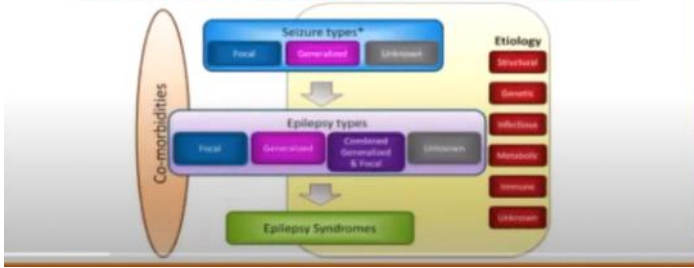 Seizure types*
Focal
Generalized
Unknown
Etiology
Structural
Genetic
Infectious
Metabolic
Immune
Unknown
Co-morbidities
Epilepsy types
Focal
Generalized
Combined
Generalized
& Focal
Unknown
Epilepsy Syndromes